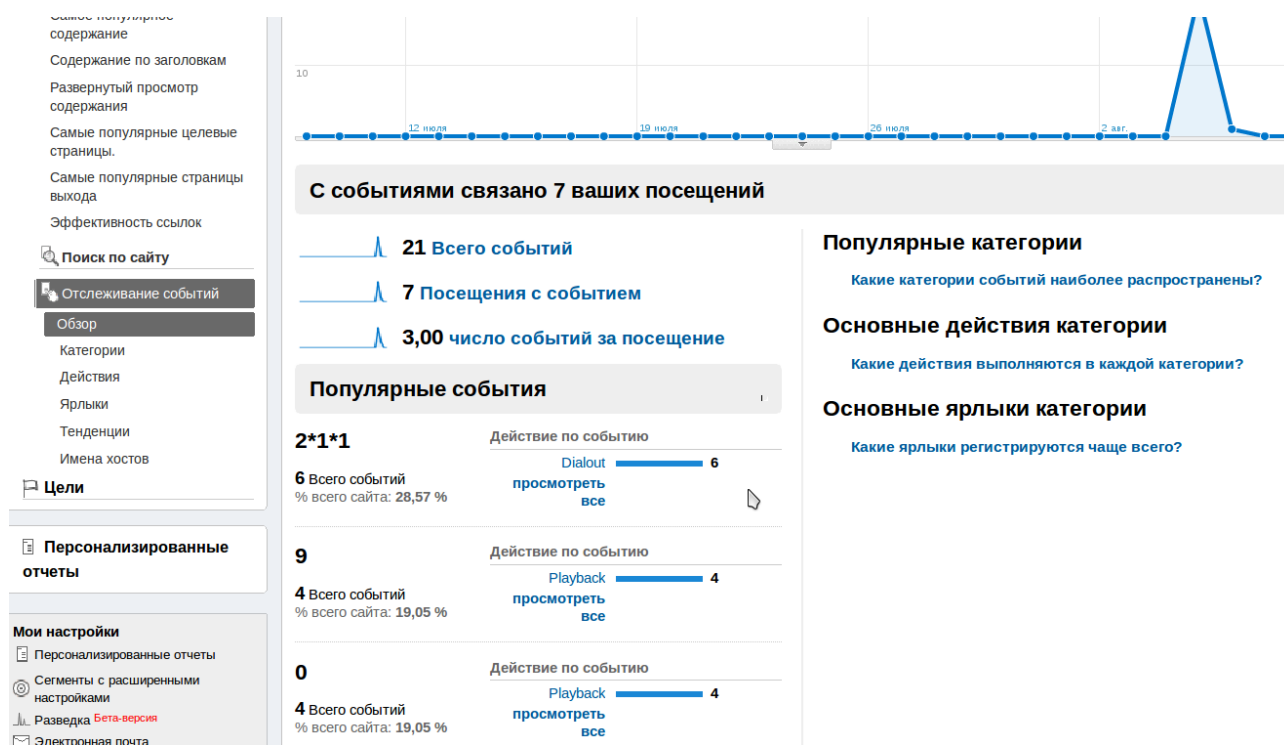 Самое популярное
содержание
Содержание по заголовкам
Развернутый просмотр
содержания
Самые популярные целевые
страницы.
Самые популярные страницы
выхода
Эффективность ссылок
Поиск по сайту
Отслеживание событий
Обзор
Категории
Действия
Ярлыки
Тенденции
Имена хостов
Цели
Персонализированные
отчеты
Мои настройки
Персонализированные отчеты
Сегменты с расширенными
настройками
Разведка Бета-версия
Электронная почта
10
12 июля
19 июля
26 июля
2 авг.
С событиями связано 7 ваших посещений
21 Всего событий
7 Посещения с событием
3,00 число событий за посещение
Популярные события
2*1*1
6 Всего событий
% всего сайта: 28,57 %
Действие по событию
Dialout 6
просмотреть
все
9
4 Всего событий
% всего сайта: 19,05 %
Действие по событию
Playback 4
просмотреть
все
0
4 Всего событий
% всего сайта: 19,05 %
Действие по событию
Playback 4
просмотреть
все
Популярные категории
Какие категории событий наиболее распространены?
Основные действия категории
Какие действия выполняются в каждой категории?
Основные ярлыки категории
Какие ярлыки регистрируются чаще всего?